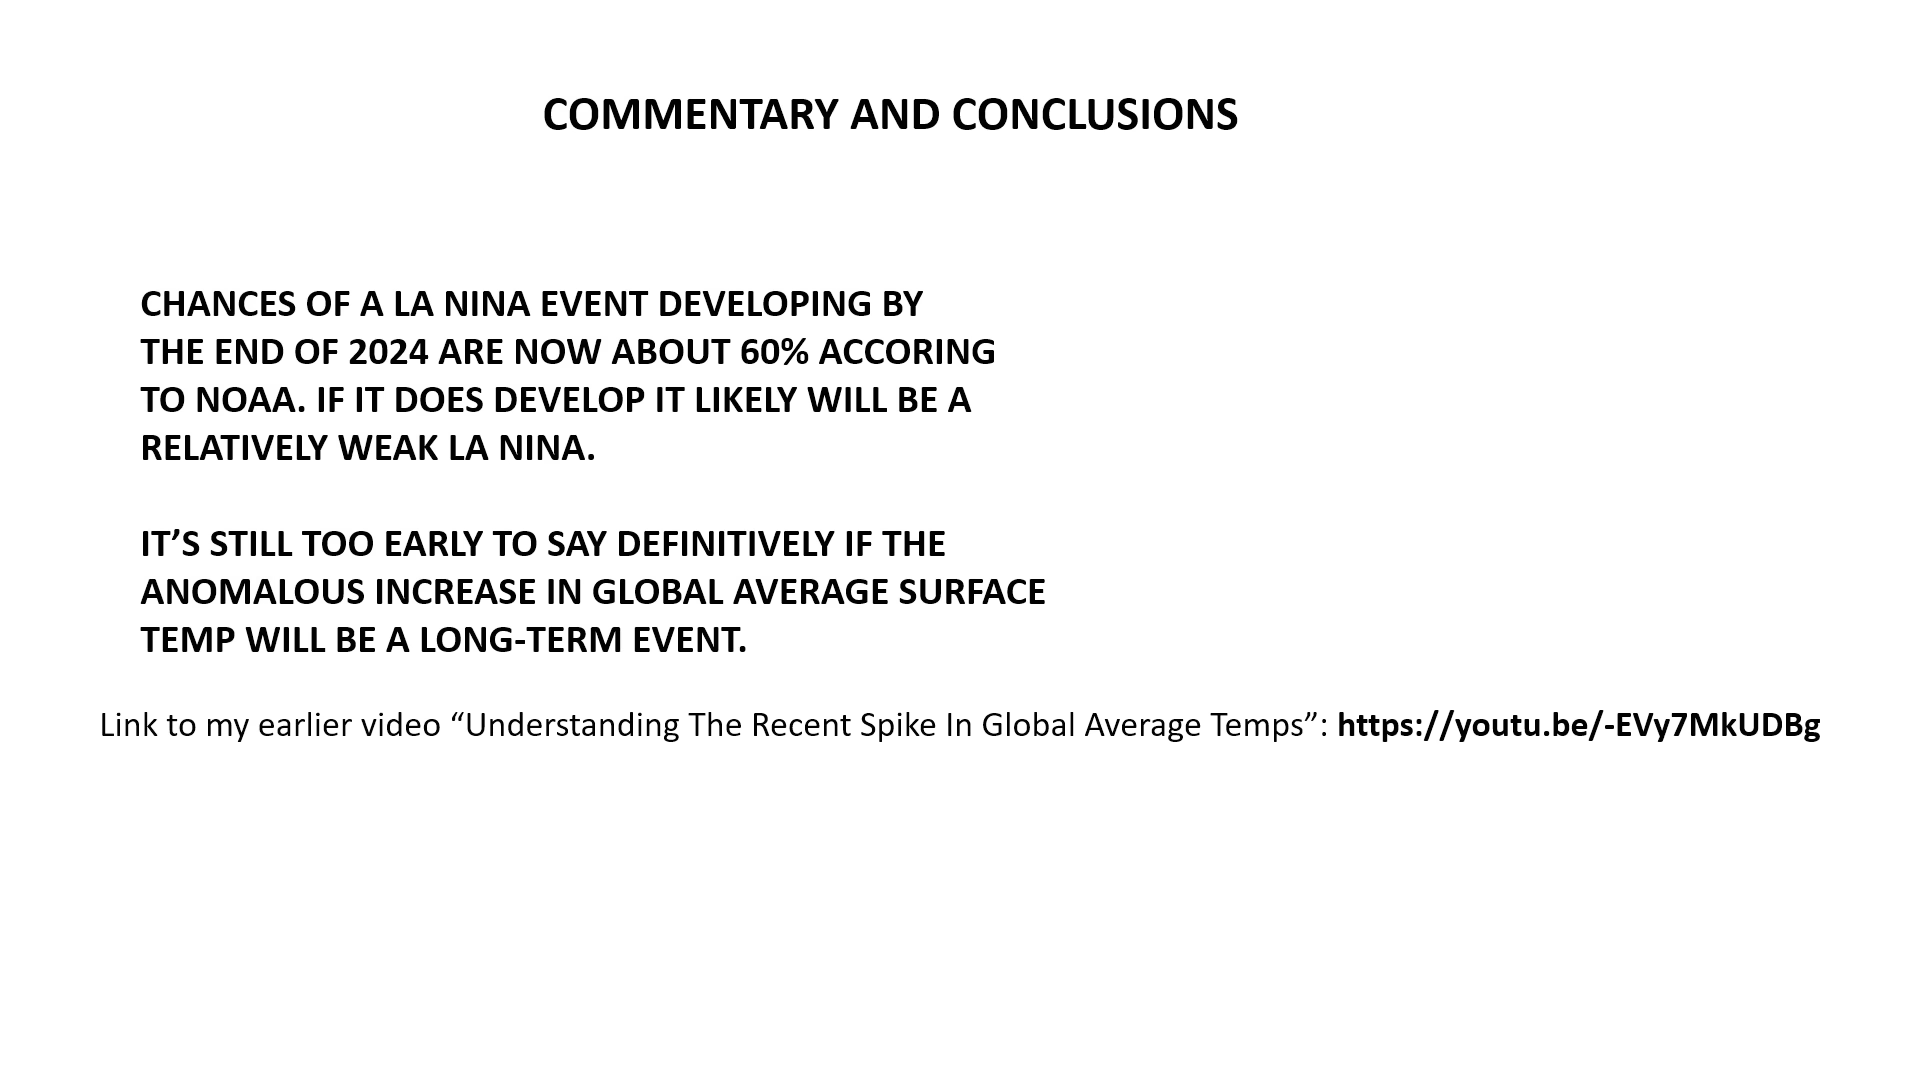 COMMENTARY AND CONCLUSIONS
CHANCES OF A LA NINA EVENT DEVELOPING BY
THE END OF 2024 ARE NOW ABOUT 60% ACCORING
TO NOAA. IF IT DOES DEVELOP IT LIKELY WILL BE A
RELATIVELY WEAK LA NINA.
IT’S STILL TOO EARLY TO SAY DEFINITIVELY IF THE
ANOMALOUS INCREASE IN GLOBAL AVERAGE SURFACE
TEMP WILL BE A LONG-TERM EVENT.
Link to my earlier video “Understanding The Recent Spike In Global Average Temps”: https://youtu.be/-EVy7MkUDBg